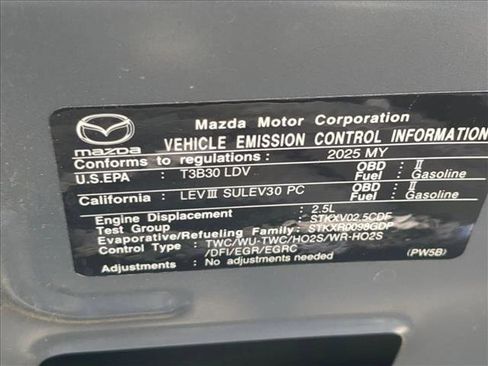 mazda
Mazda Motor Corporation
VEHICLE EMISSION CONTROL INFORMATION
Conforms to regulations : 2025 MY
U.S.EPA : T3B30 LDV OBD : II
Fuel : Gasoline
California : LEVIII SULEV30 PC OBD : II
Fuel : Gasoline
Engine Displacement : 2.5L
Test Group : STKXV02.5CDF
Evaporative/Refueling Family: STKXR0098GDF
Control Type : TWC/WU-TWC/HO2S/WR-HO2S
/DFI/EGR/EGRC
Adjustments : No adjustments needed
(PW5B)